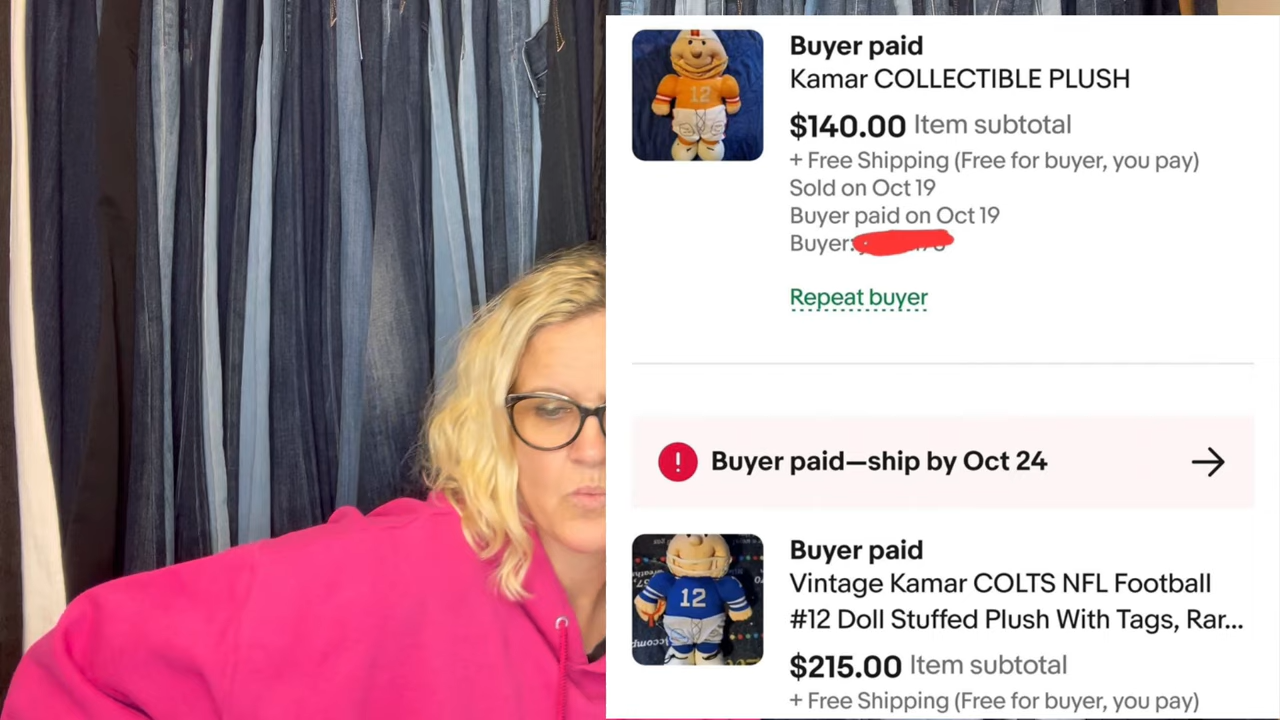 Buyer paid
Kamar COLLECTIBLE PLUSH
12
$140.00 Item subtotal
+ Free Shipping (Free for buyer, you pay)
Sold on Oct 19
Buyer paid on Oct 19
Buyer:
Repeat buyer
! Buyer paid—ship by Oct 24 →
Buyer paid
Vintage Kamar COLTS NFL Football
#12 Doll Stuffed Plush With Tags, Rar...
12
$215.00 Item subtotal
+ Free Shipping (Free for buyer, you pay)